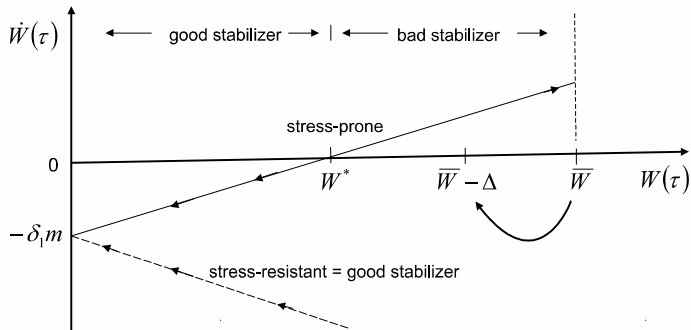 Ẇ(τ)
good stabilizer
bad stabilizer
stress-prone
0
W*
W̅ − Δ
W̅
W(τ)
−δ₁m
stress-resistant = good stabilizer